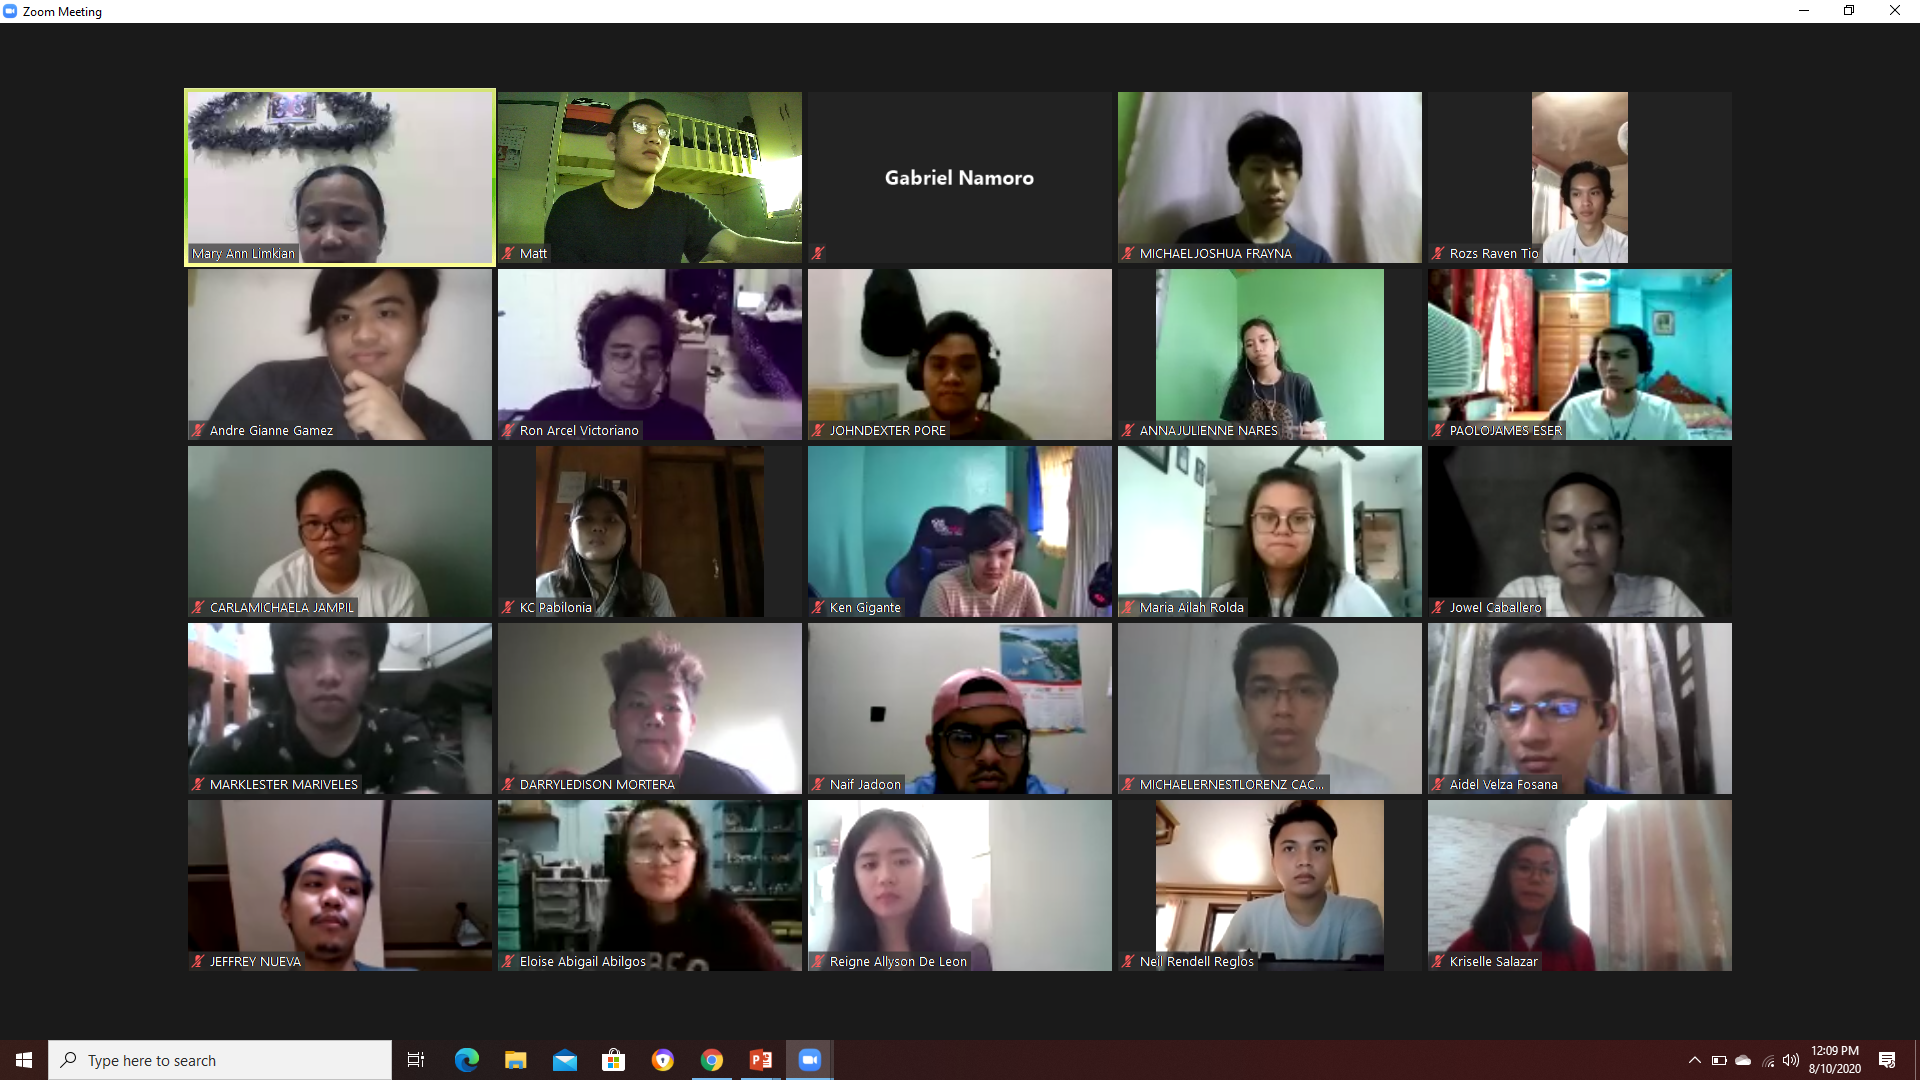 Zoom Meeting
Mary Ann Limkian
Matt
Gabriel Namoro
MICHAELJOSHUA FRAYNA
Rozs Raven Tio
Andre Gianne Gamez
Ron Arcel Victoriano
JOHNDEXTER PORE
ANNAJULIENNE NARES
PAOLOJAMES ESER
CARLAMICHAELA JAMPIL
KC Pabilonia
Ken Gigante
Maria Ailah Rolda
Jowel Caballero
MARKLESTER MARIVELES
DARRYLEDISON MORTERA
Naif Jadoon
MICHAELERNESTLORENZ CAC...
Aidel Velza Fosana
JEFFREY NUEVA
Eloise Abigail Abilgos
Reigne Allyson De Leon
Neil Rendell Reglos
Kriselle Salazar
Type here to search
12:09 PM
8/10/2020